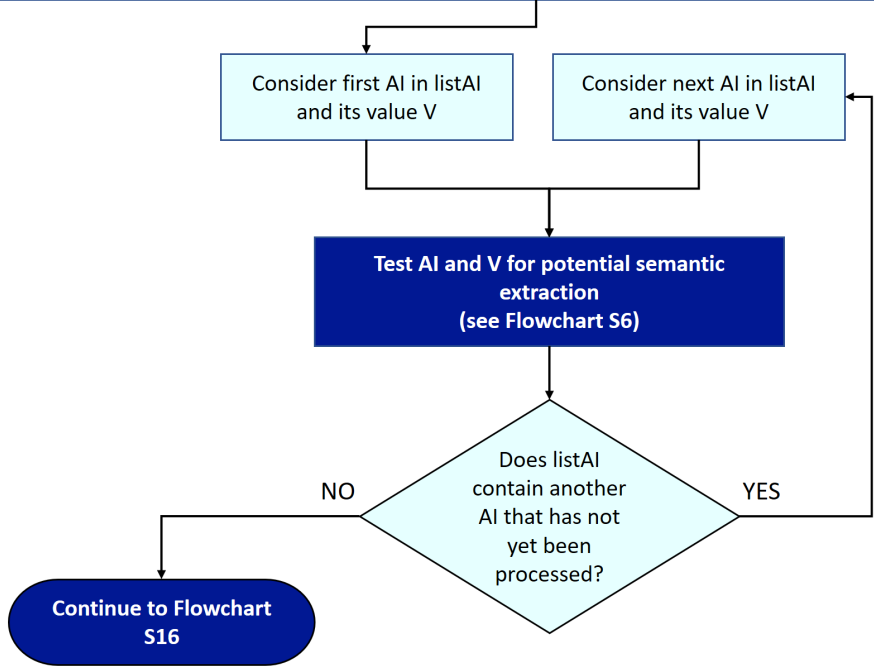 Consider first AI in listAI
and its value V
Consider next AI in listAI
and its value V
Test AI and V for potential semantic
extraction
(see Flowchart S6)
Does listAI
contain another
AI that has not
yet been
processed?
NO
YES
Continue to Flowchart
S16